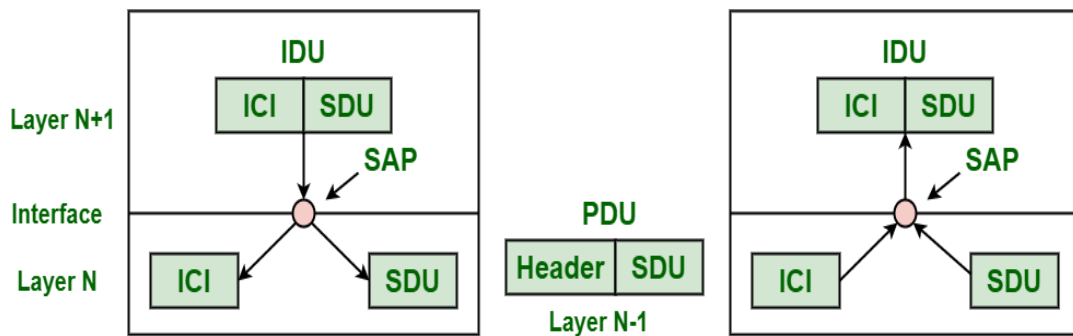 IDU
IDU
ICI SDU
ICI SDU
Layer N+1
SAP
SAP
Interface
PDU
ICI
SDU
Header SDU
ICI
SDU
Layer N
Layer N-1